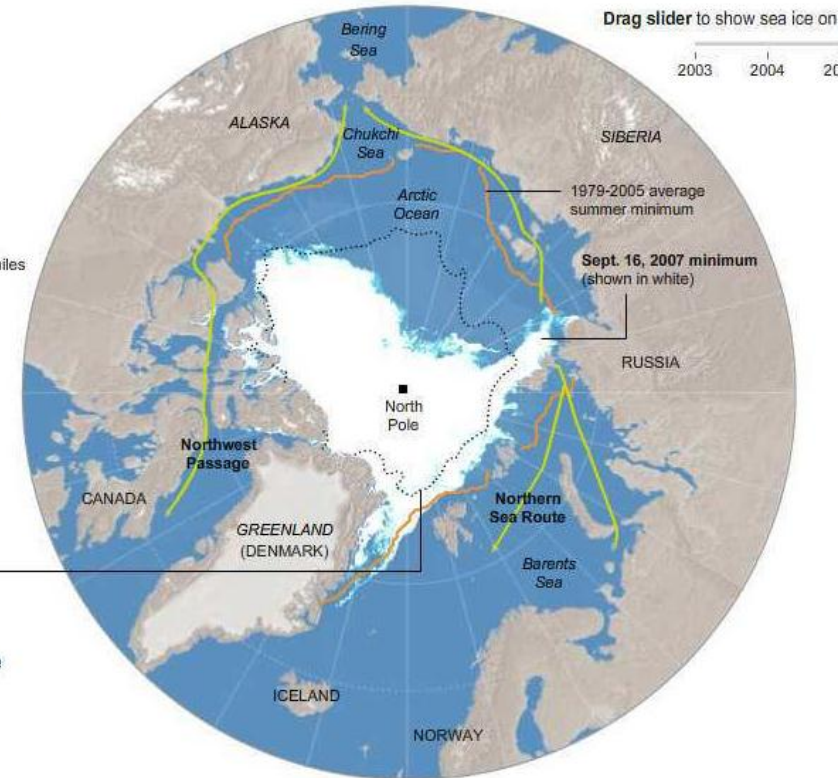 Drag slider to show sea ice on
2003 2004 20
Bering
Sea
ALASKA
Chukchi
Sea
SIBERIA
Arctic
Ocean
1979-2005 average
summer minimum
Sept. 16, 2007 minimum
(shown in white)
RUSSIA
North
Pole
Northwest
Passage
CANADA
Northern
Sea Route
GREENLAND
(DENMARK)
Barents
Sea
ICELAND
NORWAY